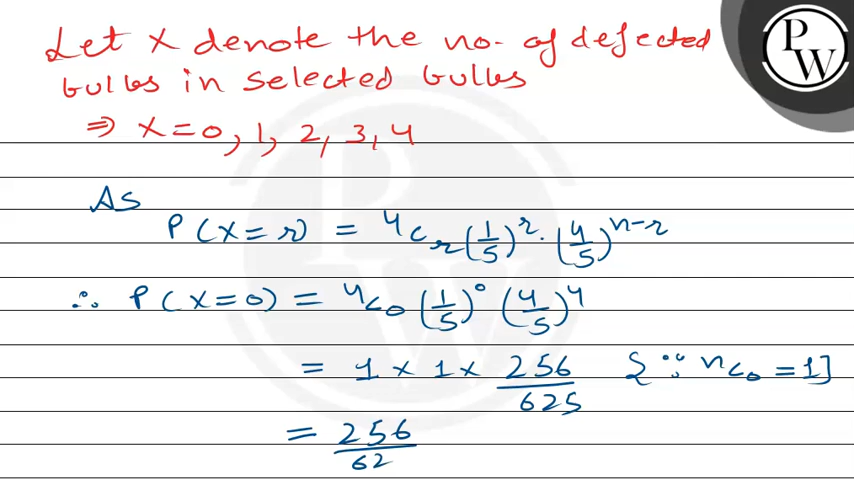 Let X denote the no. of defected
PW
bulbs in selected bulbs
⇒ X = 0, 1, 2, 3, 4
As
P(X = r) = ⁴Cᵣ (1/5)ʳ · (4/5)ⁿ⁻ʳ
∴ P(X = 0) = ⁴C₀ (1/5)⁰ (4/5)⁴
= 1 × 1 × 256/625 {∵ ⁿC₀ = 1]
= 256/62